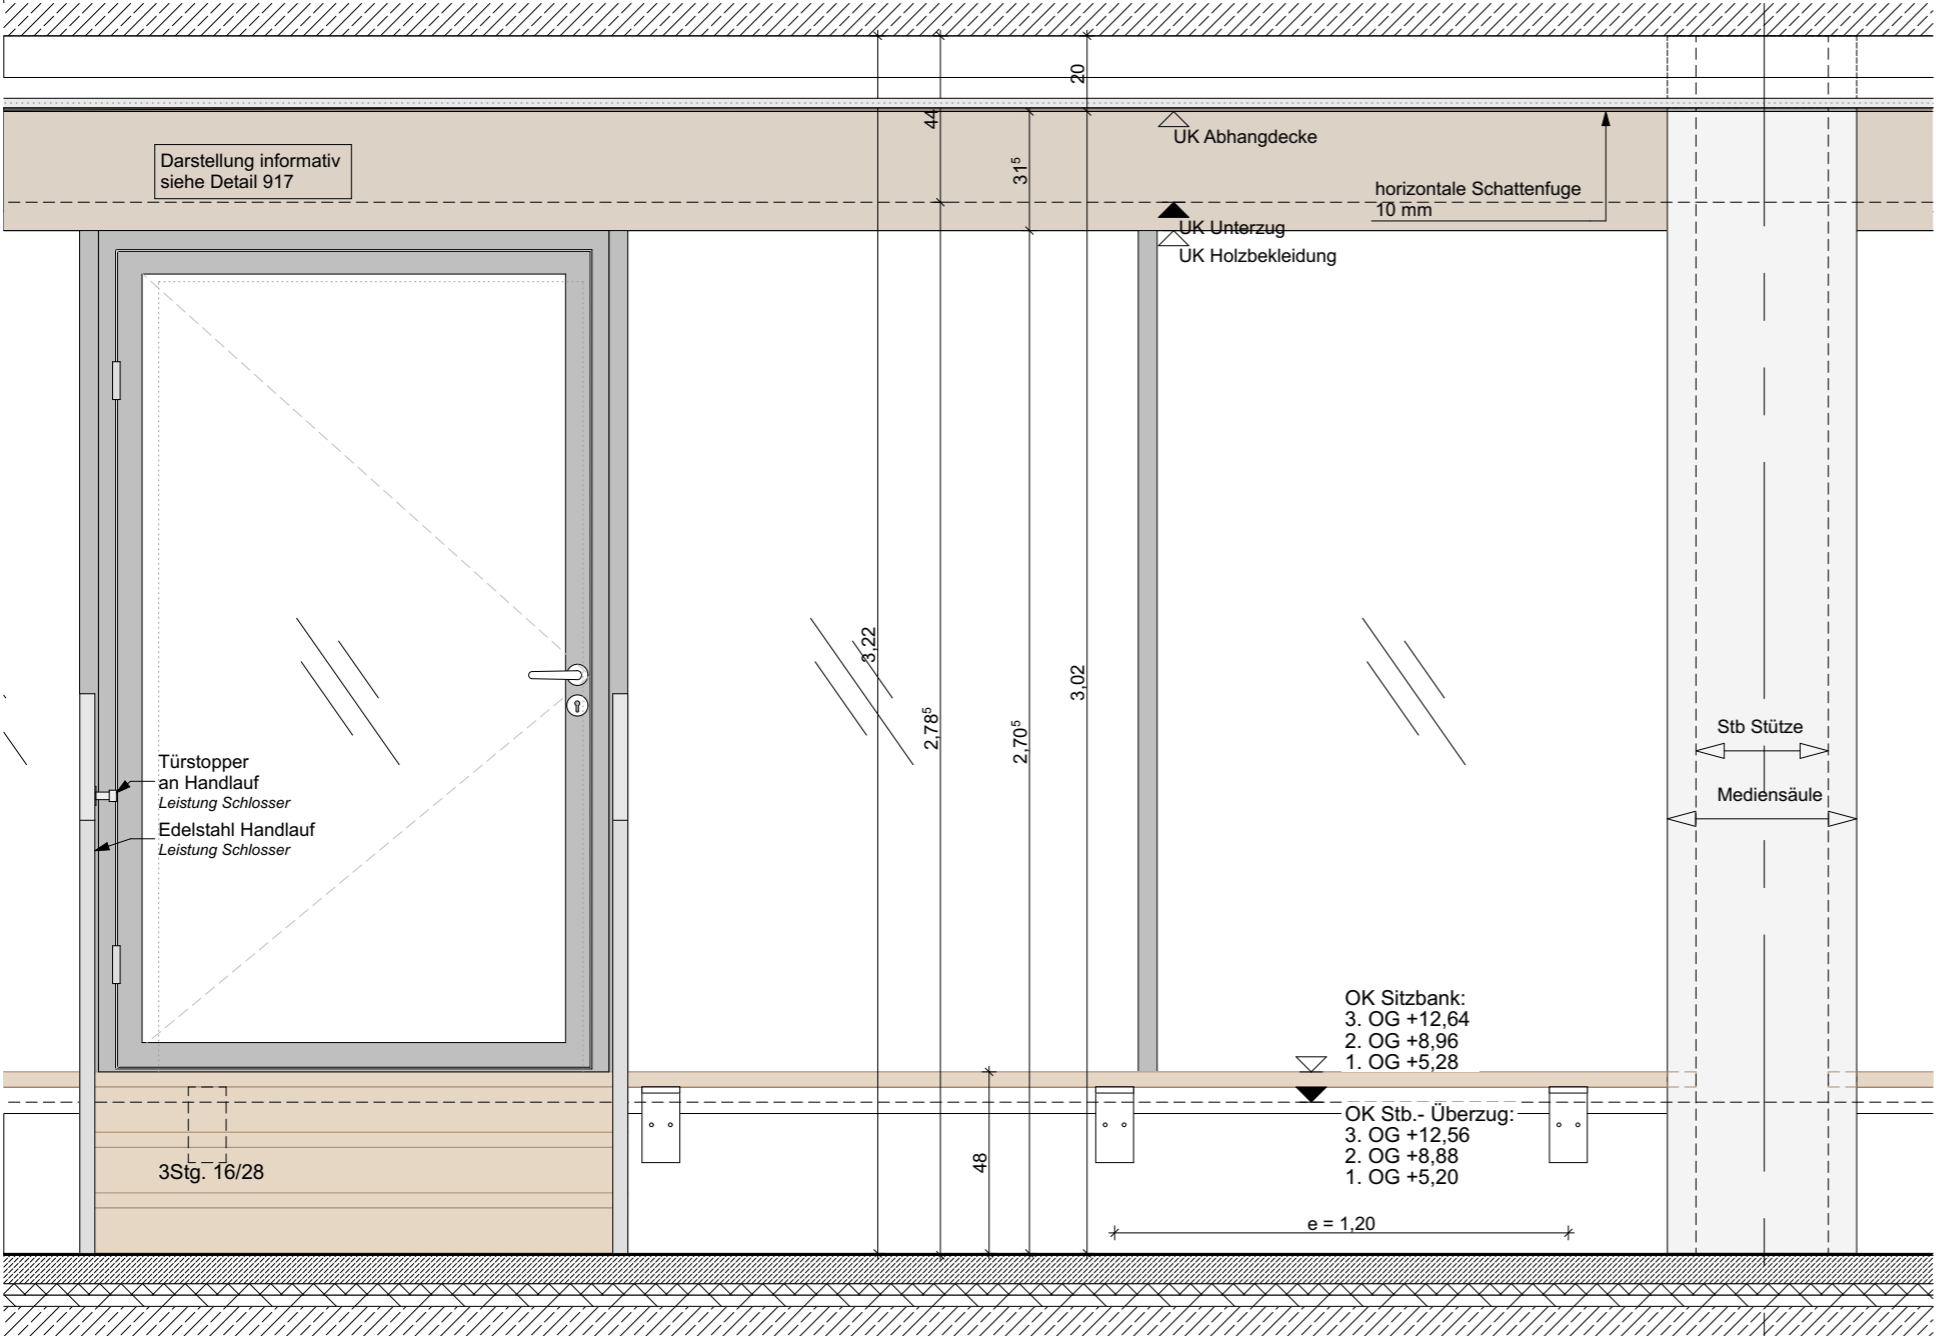 20
44
UK Abhangdecke
Darstellung informativ
siehe Detail 917
31⁵
horizontale Schattenfuge
10 mm
UK Unterzug
UK Holzbekleidung
3,22
3,02
2,78⁵
2,70⁵
Stb Stütze
Mediensäule
Türstopper
an Handlauf
Leistung Schlosser
Edelstahl Handlauf
Leistung Schlosser
OK Sitzbank:
3. OG +12,64
2. OG +8,96
1. OG +5,28
OK Stb.- Überzug:
3. OG +12,56
2. OG +8,88
1. OG +5,20
48
3Stg. 16/28
e = 1,20